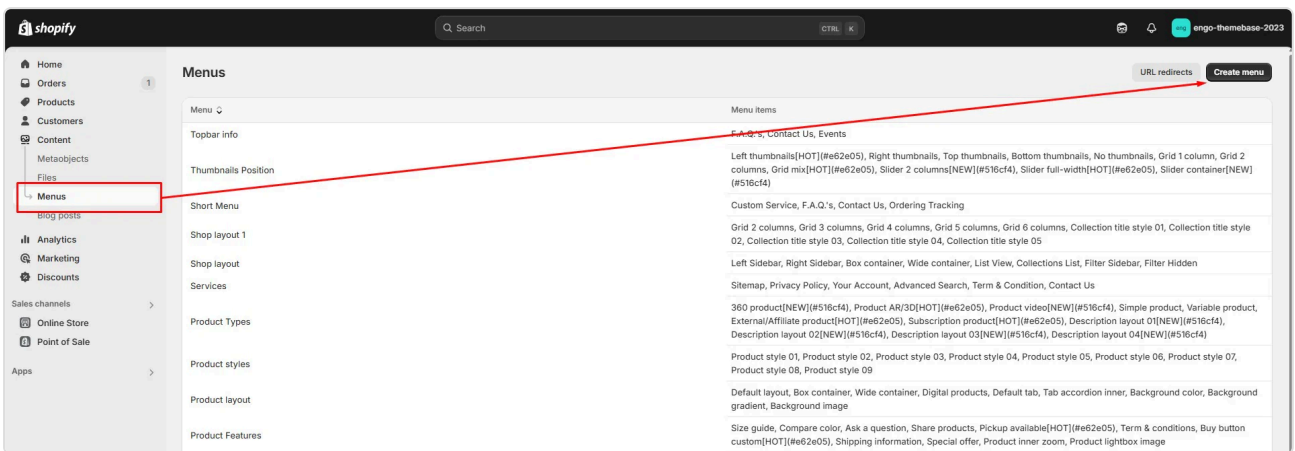 shopify
Search
CTRL K
eng
engo-themebase-2023
Home
Orders
1
Products
Customers
Content
Metaobjects
Files
Menus
Blog posts
Analytics
Marketing
Discounts
Sales channels
Online Store
Point of Sale
Apps
Menus
URL redirects
Create menu
Menu
Menu items
Topbar info
F.A.Q.'s, Contact Us, Events
Thumbnails Position
Left thumbnails[HOT](#e62e05), Right thumbnails, Top thumbnails, Bottom thumbnails, No thumbnails, Grid 1 column, Grid 2
columns, Grid mix[HOT](#e62e05), Slider 2 columns[NEW](#516cf4), Slider full-width[HOT](#e62e05), Slider container[NEW]
(#516cf4)
Short Menu
Custom Service, F.A.Q.'s, Contact Us, Ordering Tracking
Shop layout 1
Grid 2 columns, Grid 3 columns, Grid 4 columns, Grid 5 columns, Grid 6 columns, Collection title style 01, Collection title style
02, Collection title style 03, Collection title style 04, Collection title style 05
Shop layout
Left Sidebar, Right Sidebar, Box container, Wide container, List View, Collections List, Filter Sidebar, Filter Hidden
Services
Sitemap, Privacy Policy, Your Account, Advanced Search, Term & Condition, Contact Us
Product Types
360 product[NEW](#516cf4), Product AR/3D[HOT](#e62e05), Product video[NEW](#516cf4), Simple product, Variable product,
External/Affiliate product[HOT](#e62e05), Subscription product[HOT](#e62e05), Description layout 01[NEW](#516cf4),
Description layout 02[NEW](#516cf4), Description layout 03[NEW](#516cf4), Description layout 04[NEW](#516cf4)
Product styles
Product style 01, Product style 02, Product style 03, Product style 04, Product style 05, Product style 06, Product style 07,
Product style 08, Product style 09
Product layout
Default layout, Box container, Wide container, Digital products, Default tab, Tab accordion inner, Background color, Background
gradient, Background image
Product Features
Size guide, Compare color, Ask a question, Share products, Pickup available[HOT](#e62e05), Term & conditions, Buy button
custom[HOT](#e62e05), Shipping information, Special offer, Product inner zoom, Product lightbox image